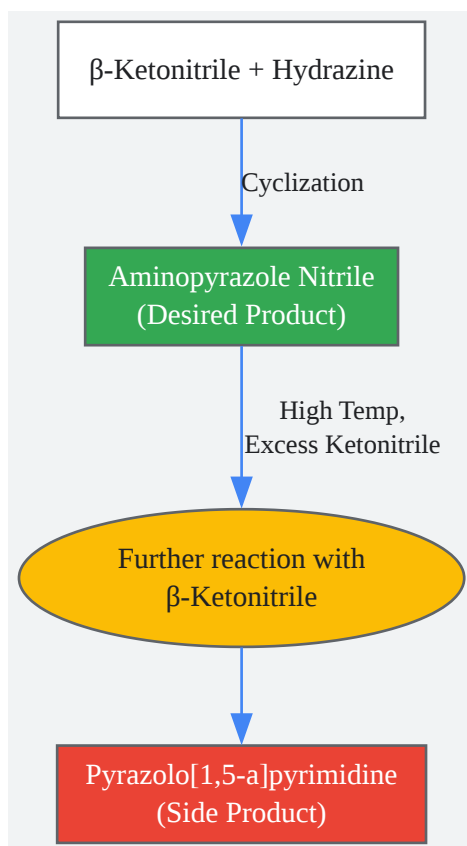 β-Ketonitrile + Hydrazine
Cyclization
Aminopyrazole Nitrile
(Desired Product)
High Temp,
Excess Ketonitrile
Further reaction with
β-Ketonitrile
Pyrazolo[1,5-a]pyrimidine
(Side Product)